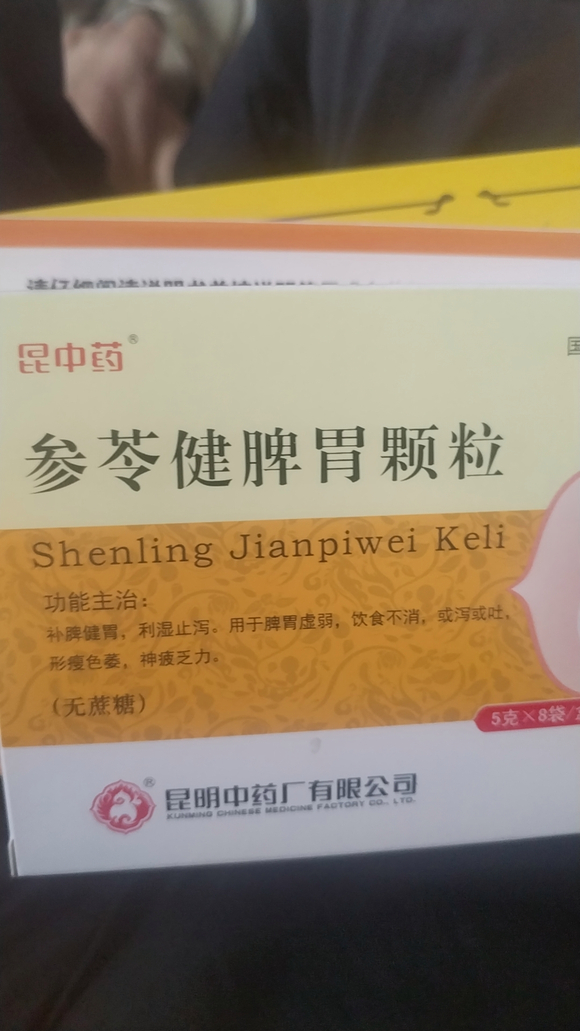 昆中药®
国
参苓健脾胃颗粒
Shenling Jianpiwei Keli
功能主治：
补脾健胃，利湿止泻。用于脾胃虚弱，饮食不消，或泻或吐，
形瘦色萎，神疲乏力。
（无蔗糖）
5克×8袋/
® 昆明中药厂有限公司
KUNMING CHINESE MEDICINE FACTORY CO., LTD.